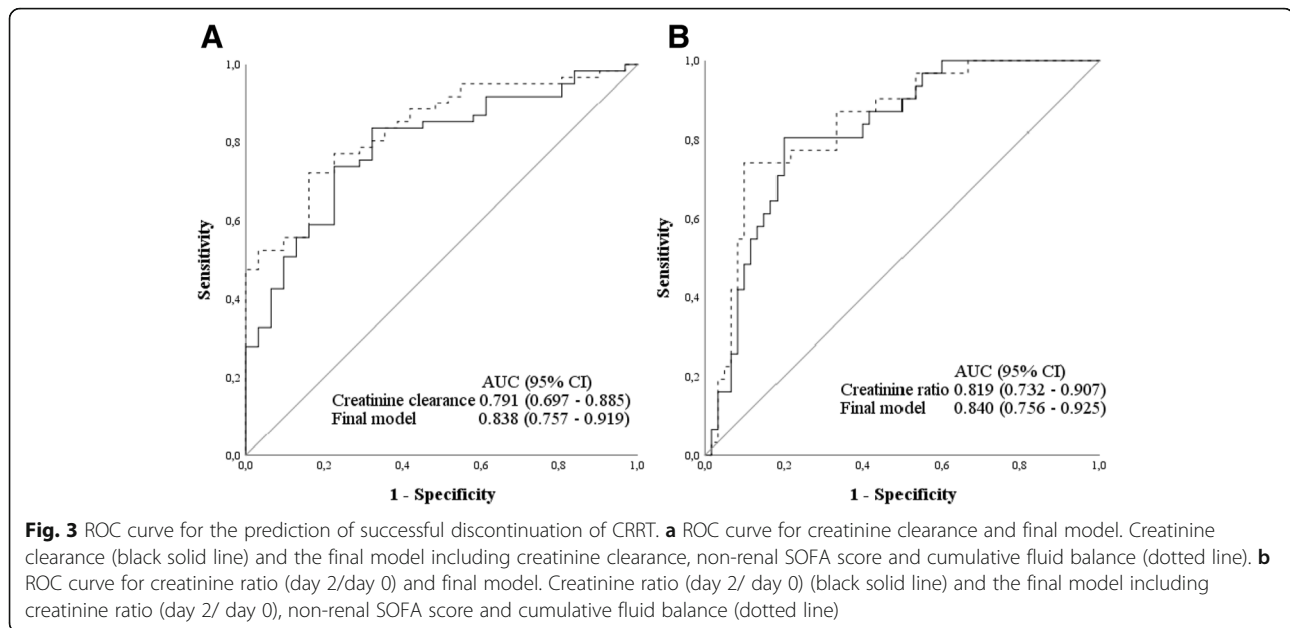 A
1,0
0,8
0,6
0,4
0,2
0,0
Sensitivity
AUC (95% CI)
Creatinine clearance 0.791 (0.697 - 0.885)
Final model 0.838 (0.757 - 0.919)
0,0 0,2 0,4 0,6 0,8 1,0
1 - Specificity
B
1,0
0,8
0,6
0,4
0,2
0,0
Sensitivity
AUC (95% CI)
Creatinine ratio 0.819 (0.732 - 0.907)
Final model 0.840 (0.756 - 0.925)
0,0 0,2 0,4 0,6 0,8 1,0
1 - Specificity
Fig. 3 ROC curve for the prediction of successful discontinuation of CRRT. a ROC curve for creatinine clearance and final model. Creatinine
clearance (black solid line) and the final model including creatinine clearance, non-renal SOFA score and cumulative fluid balance (dotted line). b
ROC curve for creatinine ratio (day 2/day 0) and final model. Creatinine ratio (day 2/ day 0) (black solid line) and the final model including
creatinine ratio (day 2/ day 0), non-renal SOFA score and cumulative fluid balance (dotted line)